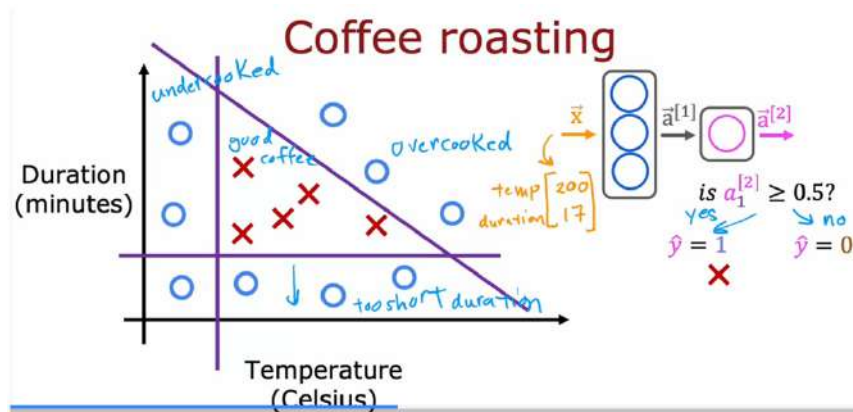 Coffee roasting
undercooked
good
coffee
overcooked
Duration
(minutes)
too short duration
Temperature
(Celsius)
x⃗
a⃗[1]
a⃗[2]
temp [200
duration 17]
is a₁[2] ≥ 0.5?
yes
no
ŷ = 1
ŷ = 0